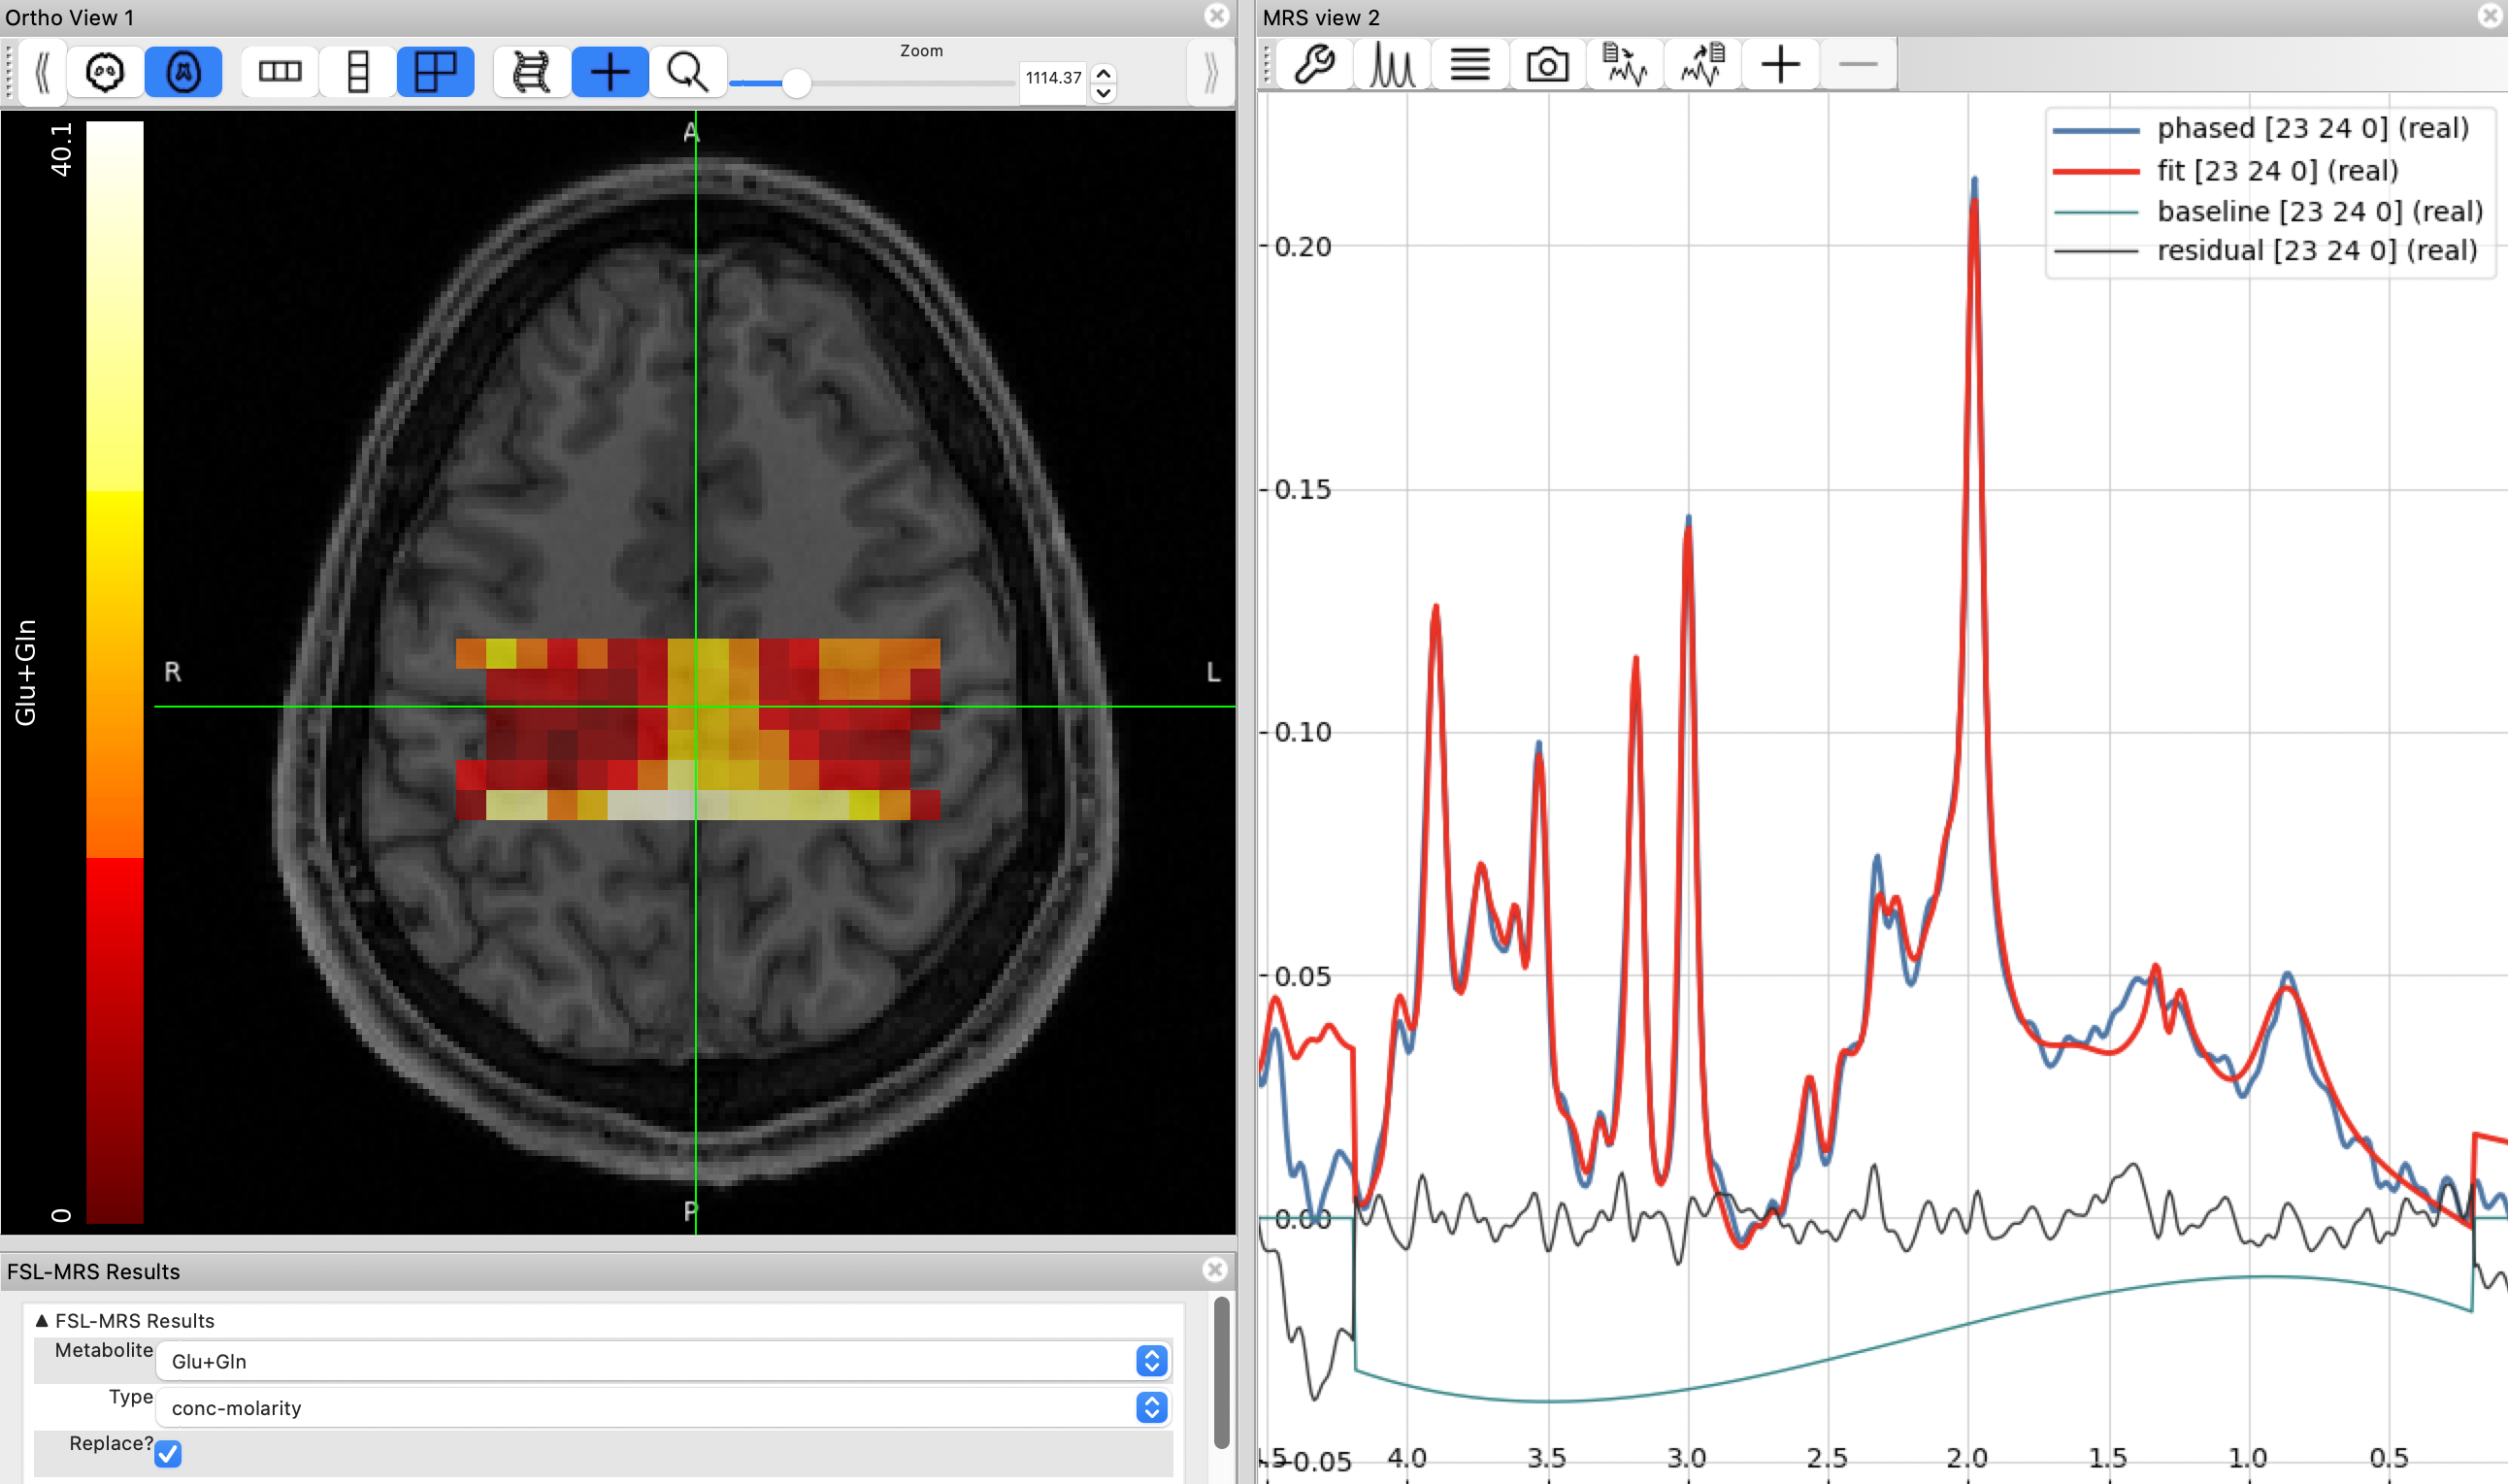 Ortho View 1
Zoom
1114.37
40.1
Glu+Gln
0
A
R
L
P
FSL-MRS Results
FSL-MRS Results
Metabolite
Glu+Gln
Type
conc-molarity
Replace?
MRS view 2
phased [23 24 0] (real)
fit [23 24 0] (real)
baseline [23 24 0] (real)
residual [23 24 0] (real)
0.20
0.15
0.10
0.05
0.00
-0.05
4.0
3.5
3.0
2.5
2.0
1.5
1.0
0.5